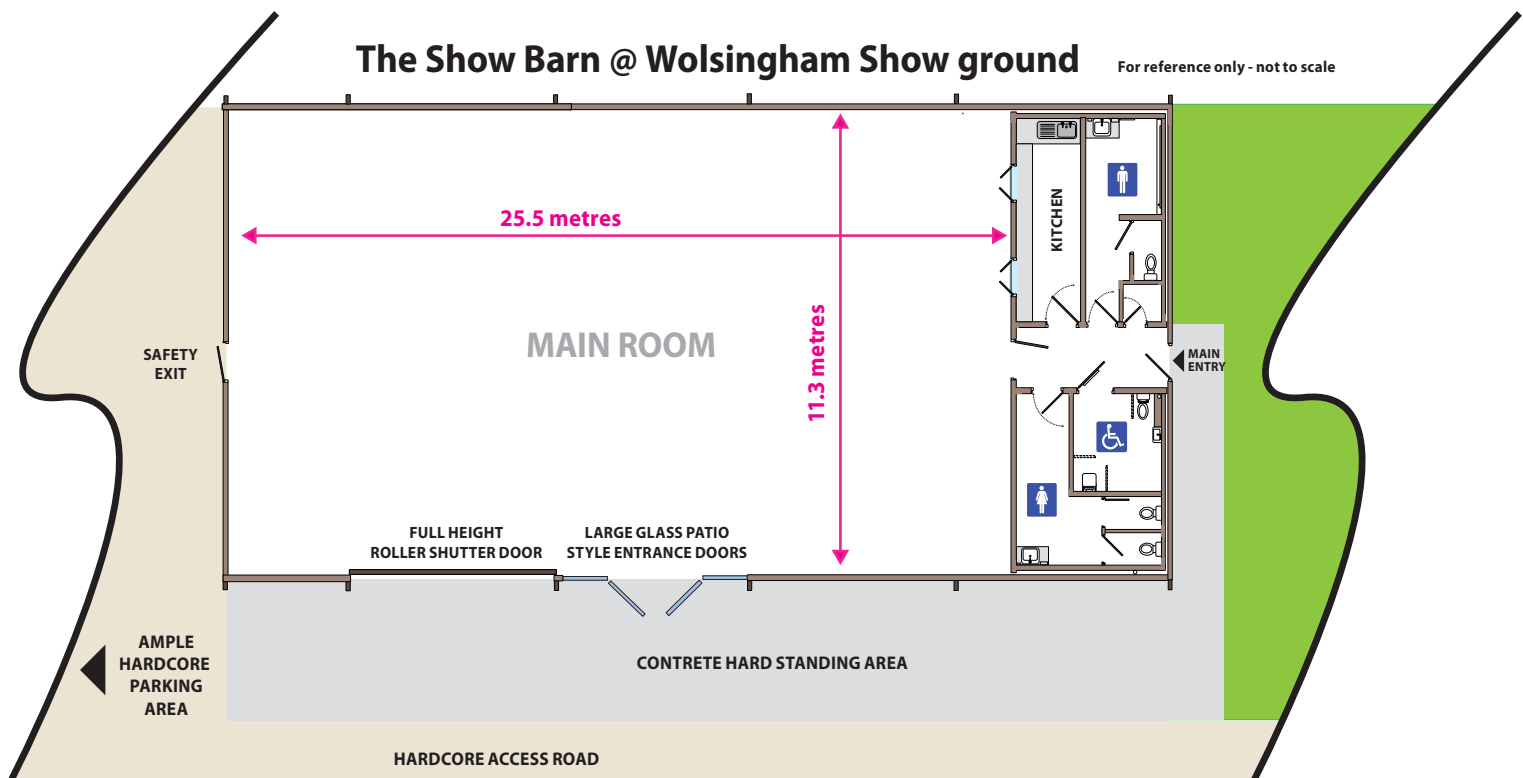 The Show Barn @ Wolsingham Show ground
For reference only - not to scale
25.5 metres
KITCHEN
11.3 metres
MAIN ROOM
SAFETY
EXIT
MAIN
ENTRY
FULL HEIGHT
ROLLER SHUTTER DOOR
LARGE GLASS PATIO
STYLE ENTRANCE DOORS
AMPLE
HARDCORE
PARKING
AREA
CONTRETE HARD STANDING AREA
HARDCORE ACCESS ROAD